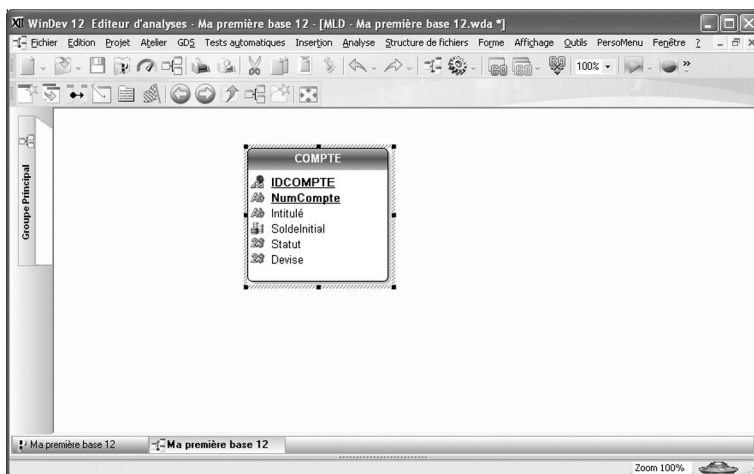 WinDev 12 Editeur d'analyses - Ma première base 12 - [MLD - Ma première base 12.wda *]
Fichier Edition Projet Atelier GDS Tests automatiques Insertion Analyse Structure de fichiers Forme Affichage Outils PersoMenu Fenêtre ?
100%
Groupe Principal
COMPTE
IDCOMPTE
NumCompte
Intitulé
SoldeInitial
Statut
Devise
Ma première base 12 Ma première base 12
Zoom 100%